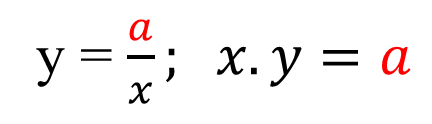 y = a/x; x.y = a